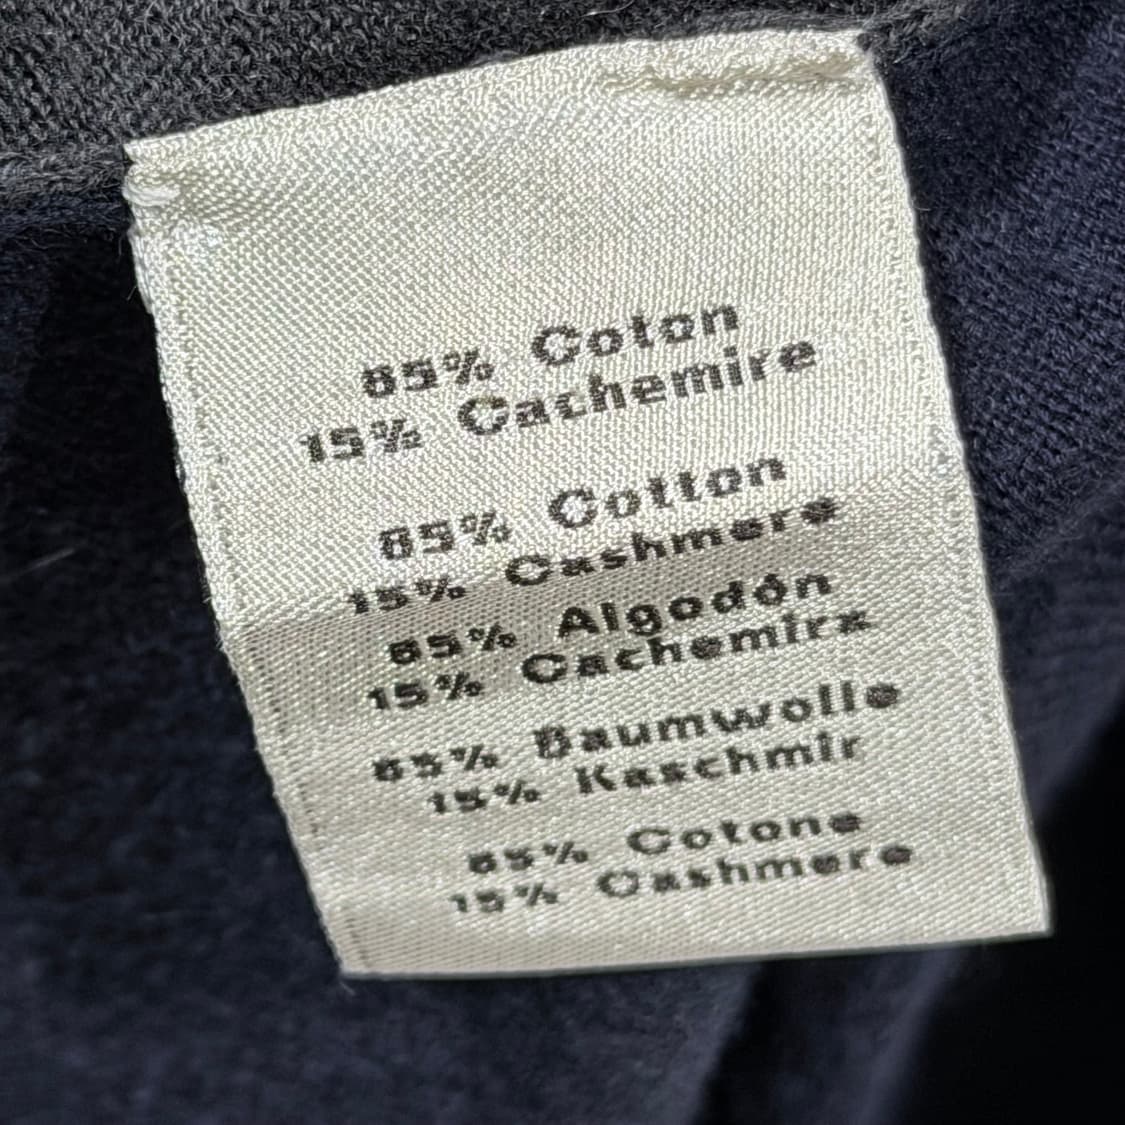 85% Coton
15% Cachemire
85% Cotton
15% Cashmere
85% Algodón
15% Cachemira
85% Baumwolle
15% Kaschmir
85% Cotone
15% Cashmere